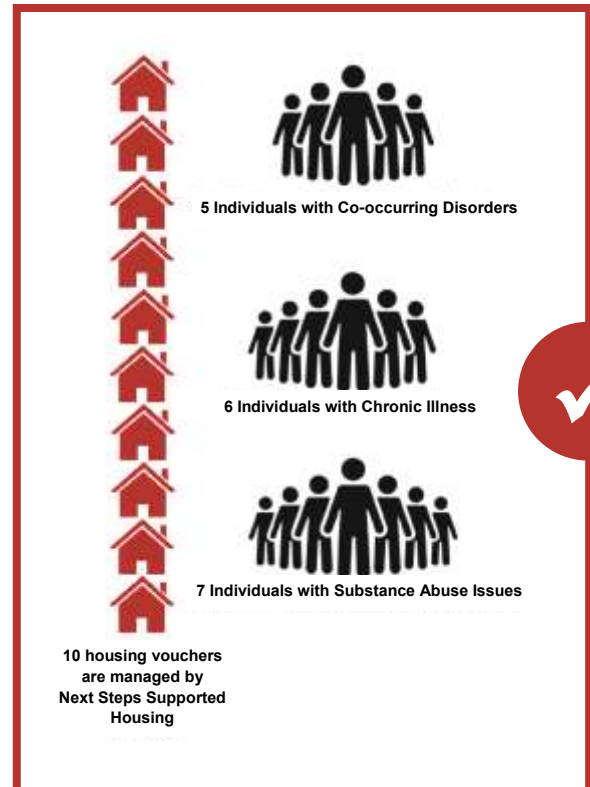 5 Individuals with Co-occurring Disorders
6 Individuals with Chronic Illness
7 Individuals with Substance Abuse Issues
10 housing vouchers
are managed by
Next Steps Supported
Housing